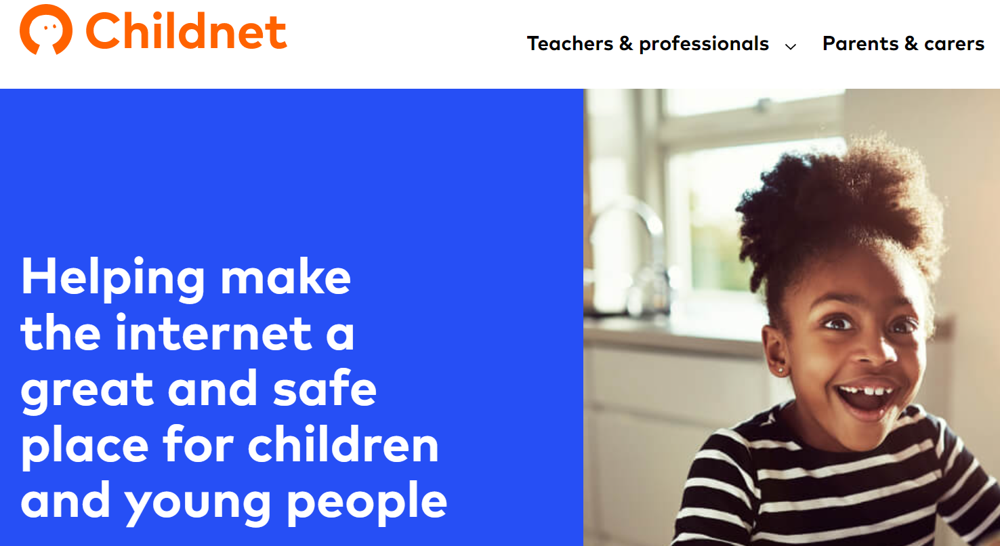 Childnet
Teachers & professionals
Parents & carers
Helping make
the internet a
great and safe
place for children
and young people